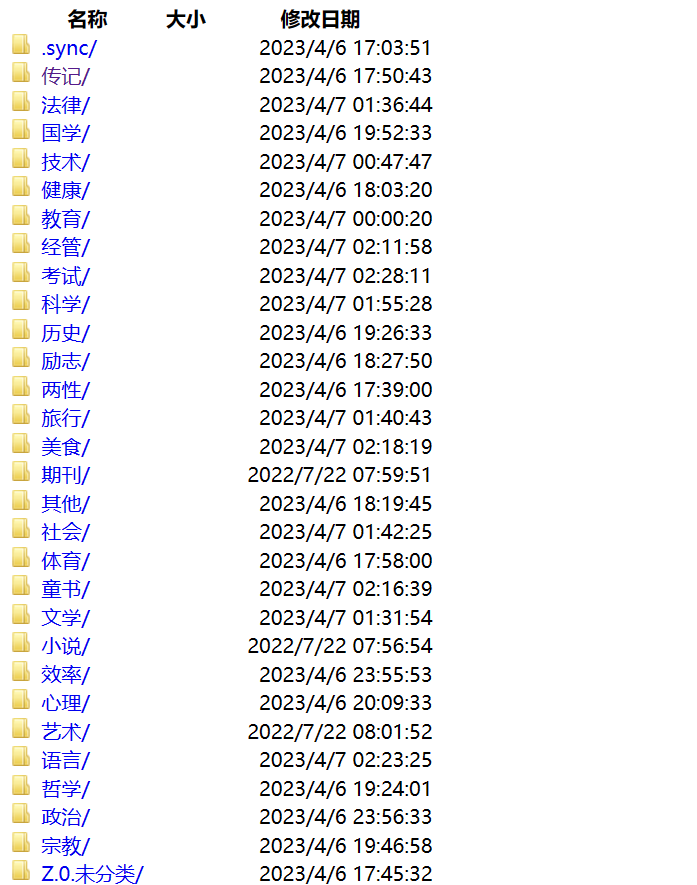 名称 大小 修改日期
.sync/ 2023/4/6 17:03:51
传记/ 2023/4/6 17:50:43
法律/ 2023/4/7 01:36:44
国学/ 2023/4/6 19:52:33
技术/ 2023/4/7 00:47:47
健康/ 2023/4/6 18:03:20
教育/ 2023/4/7 00:00:20
经管/ 2023/4/7 02:11:58
考试/ 2023/4/7 02:28:11
科学/ 2023/4/7 01:55:28
历史/ 2023/4/6 19:26:33
励志/ 2023/4/6 18:27:50
两性/ 2023/4/6 17:39:00
旅行/ 2023/4/7 01:40:43
美食/ 2023/4/7 02:18:19
期刊/ 2022/7/22 07:59:51
其他/ 2023/4/6 18:19:45
社会/ 2023/4/7 01:42:25
体育/ 2023/4/6 17:58:00
童书/ 2023/4/7 02:16:39
文学/ 2023/4/7 01:31:54
小说/ 2022/7/22 07:56:54
效率/ 2023/4/6 23:55:53
心理/ 2023/4/6 20:09:33
艺术/ 2022/7/22 08:01:52
语言/ 2023/4/7 02:23:25
哲学/ 2023/4/6 19:24:01
政治/ 2023/4/6 23:56:33
宗教/ 2023/4/6 19:46:58
Z.0.未分类/ 2023/4/6 17:45:32